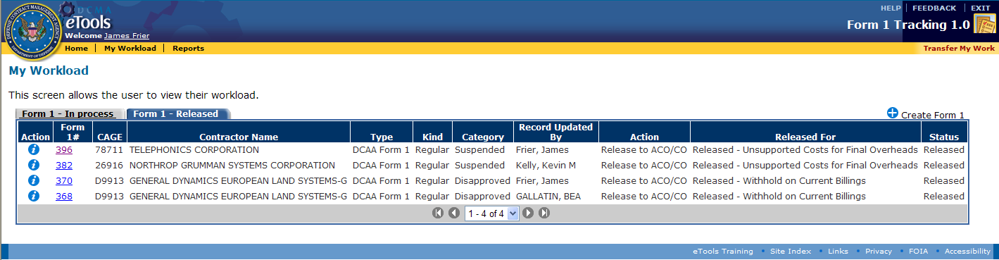 DCMA
eTools
Welcome James Frier
HELP | FEEDBACK | EXIT
Form 1 Tracking 1.0
DEFENSE CONTRACT MANAGEMENT AGENCY
DEPARTMENT OF DEFENSE
Home | My Workload | Reports
Transfer My Work
My Workload
This screen allows the user to view their workload.
Form 1 - In process Form 1 - Released
Create Form 1
Action Form 1# CAGE Contractor Name Type Kind Category Record Updated By Action Released For Status
396 78711 TELEPHONICS CORPORATION DCAA Form 1 Regular Suspended Frier, James Release to ACO/CO Released - Unsupported Costs for Final Overheads Released
382 26916 NORTHROP GRUMMAN SYSTEMS CORPORATION DCAA Form 1 Regular Suspended Kelly, Kevin M Release to ACO/CO Released - Unsupported Costs for Final Overheads Released
370 D9913 GENERAL DYNAMICS EUROPEAN LAND SYSTEMS-G DCAA Form 1 Regular Disapproved Frier, James Release to ACO/CO Released - Withhold on Current Billings Released
368 D9913 GENERAL DYNAMICS EUROPEAN LAND SYSTEMS-G DCAA Form 1 Regular Disapproved GALLATIN, BEA Release to ACO/CO Released - Withhold on Current Billings Released
1 - 4 of 4
eTools Training • Site Index • Links • Privacy • FOIA • Accessibility